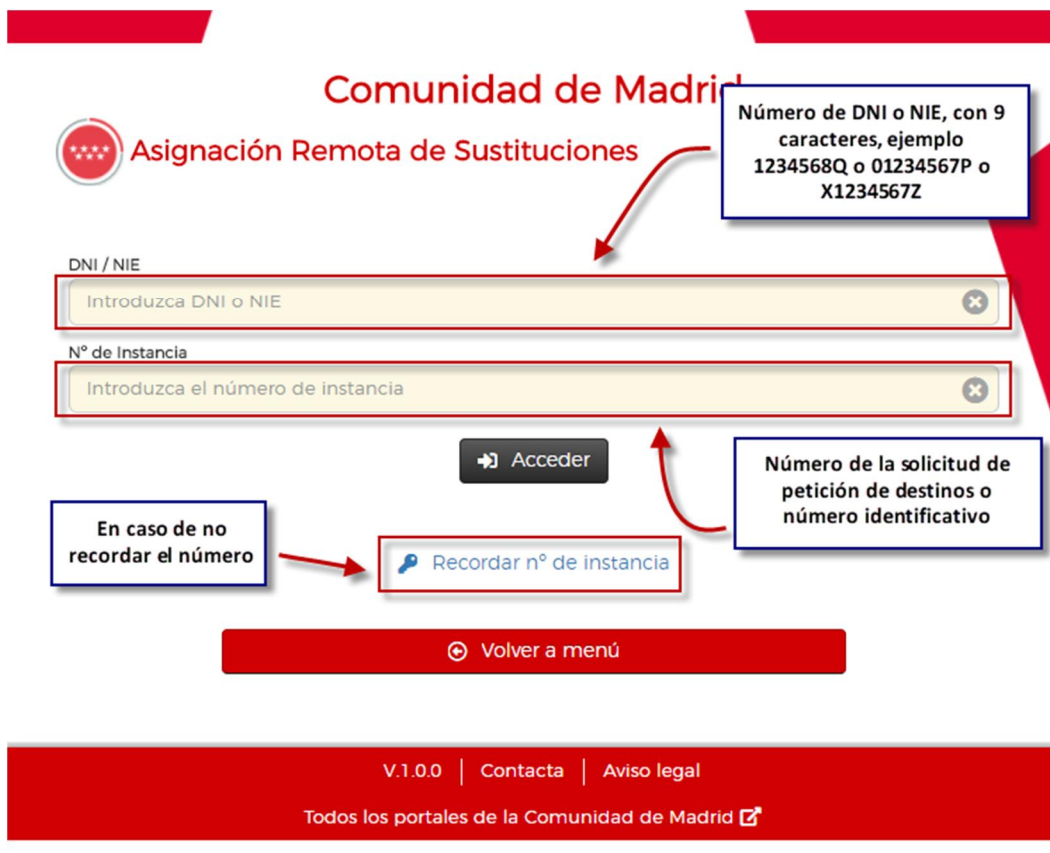 Comunidad de Madrid
Asignación Remota de Sustituciones
Número de DNI o NIE, con 9
caracteres, ejemplo
1234568Q o 01234567P o
X1234567Z
DNI / NIE
Introduzca DNI o NIE
Nº de Instancia
Introduzca el número de instancia
Acceder
Número de la solicitud de
petición de destinos o
número identificativo
En caso de no
recordar el número
Recordar nº de instancia
Volver a menú
V.1.0.0 | Contacta | Aviso legal
Todos los portales de la Comunidad de Madrid